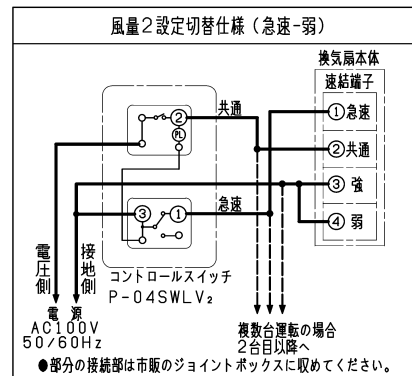 風量2設定切替仕様（急速-弱）
換気扇本体
速結端子
①急速
②共通
③強
④弱
共通
②
PL
急速
③
①
電圧側
接地側
コントロールスイッチ
P-04SWLV₂
電源
AC100V
50/60Hz
複数台運転の場合
2台目以降へ
●部分の接続部は市販のジョイントボックスに収めてください。